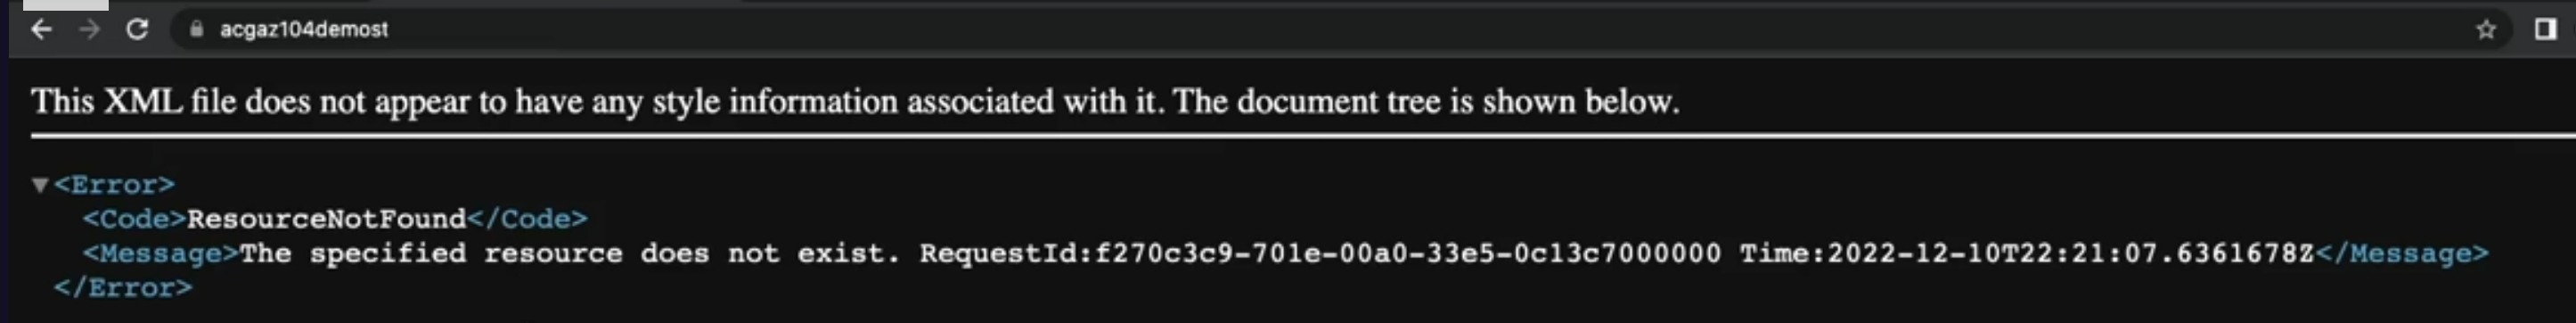 acgaz104demost
This XML file does not appear to have any style information associated with it. The document tree is shown below.
<Error>
<Code>ResourceNotFound</Code>
<Message>The specified resource does not exist. RequestId:f270c3c9-701e-00a0-33e5-0c13c7000000 Time:2022-12-10T22:21:07.6361678Z</Message>
</Error>